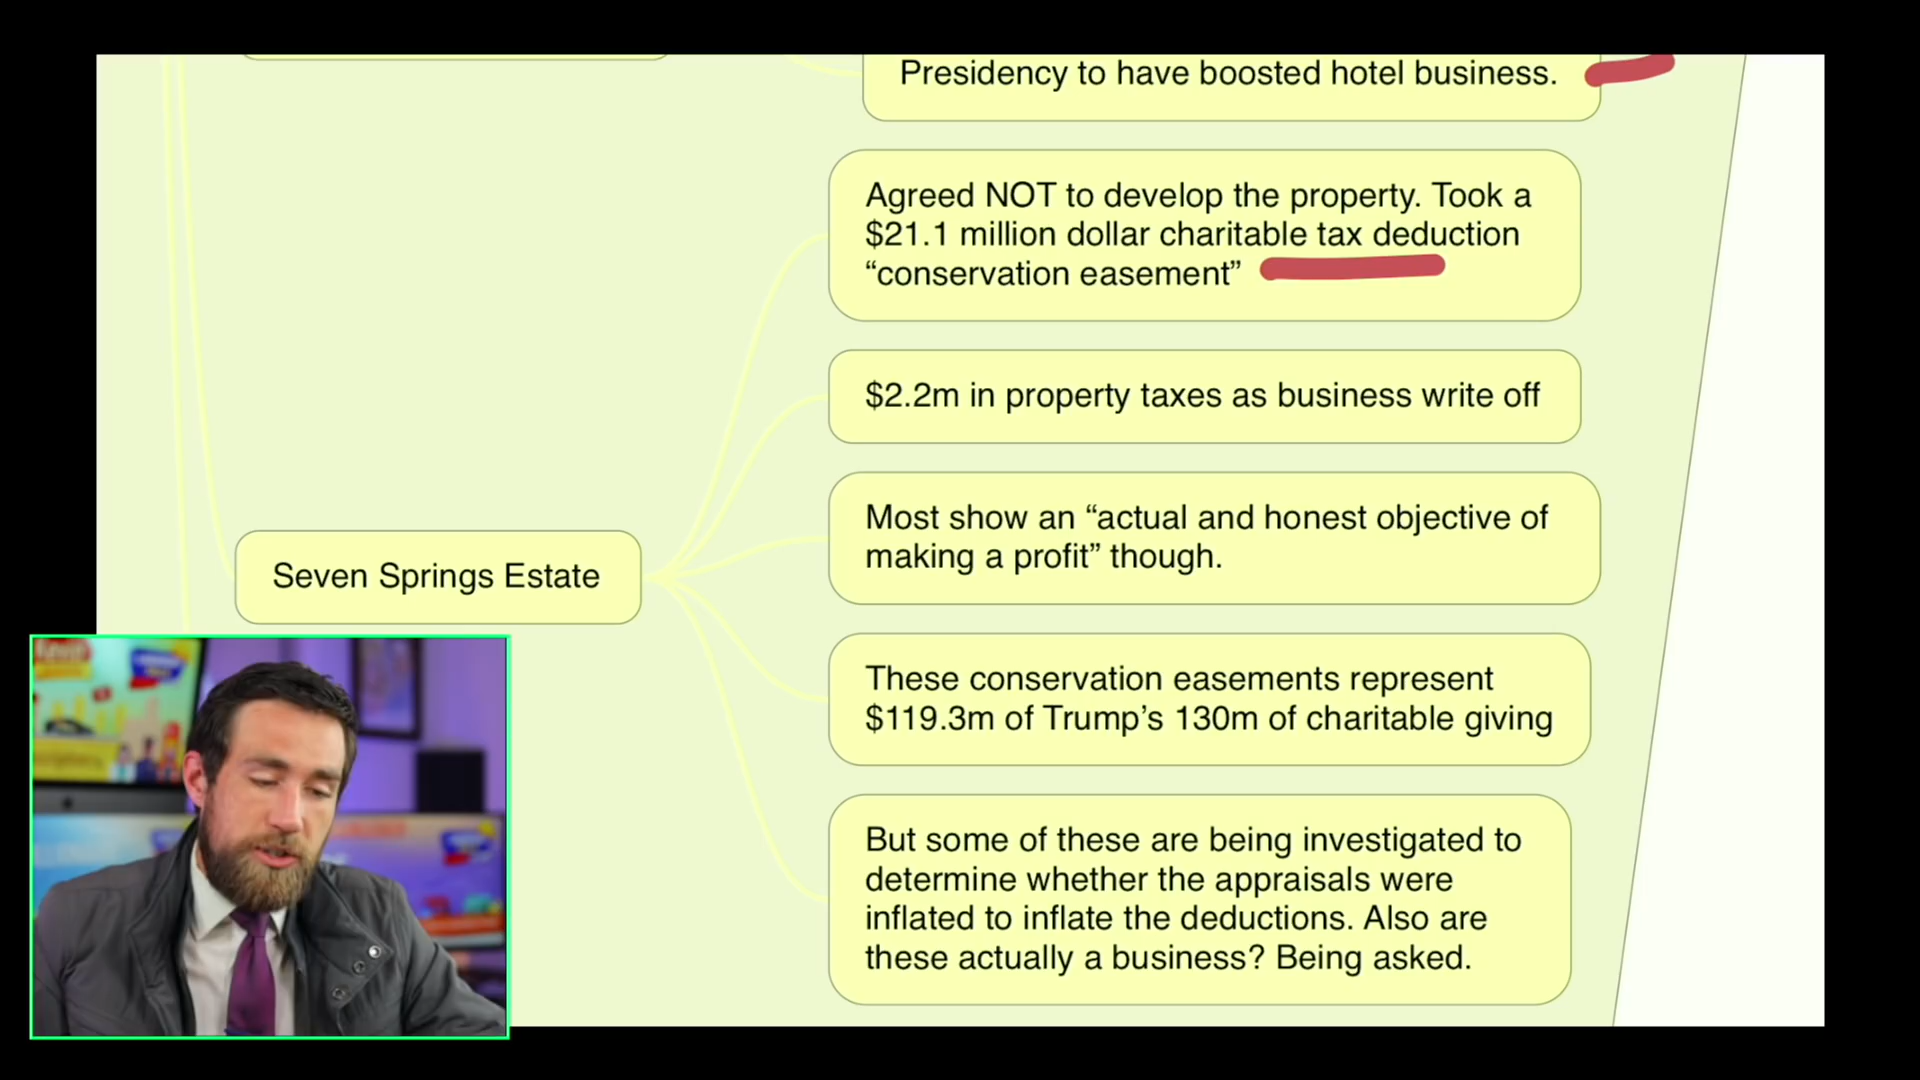 Presidency to have boosted hotel business.
Agreed NOT to develop the property. Took a
$21.1 million dollar charitable tax deduction
“conservation easement”
$2.2m in property taxes as business write off
Most show an “actual and honest objective of
making a profit” though.
Seven Springs Estate
These conservation easements represent
$119.3m of Trump’s 130m of charitable giving
But some of these are being investigated to
determine whether the appraisals were
inflated to inflate the deductions. Also are
these actually a business? Being asked.